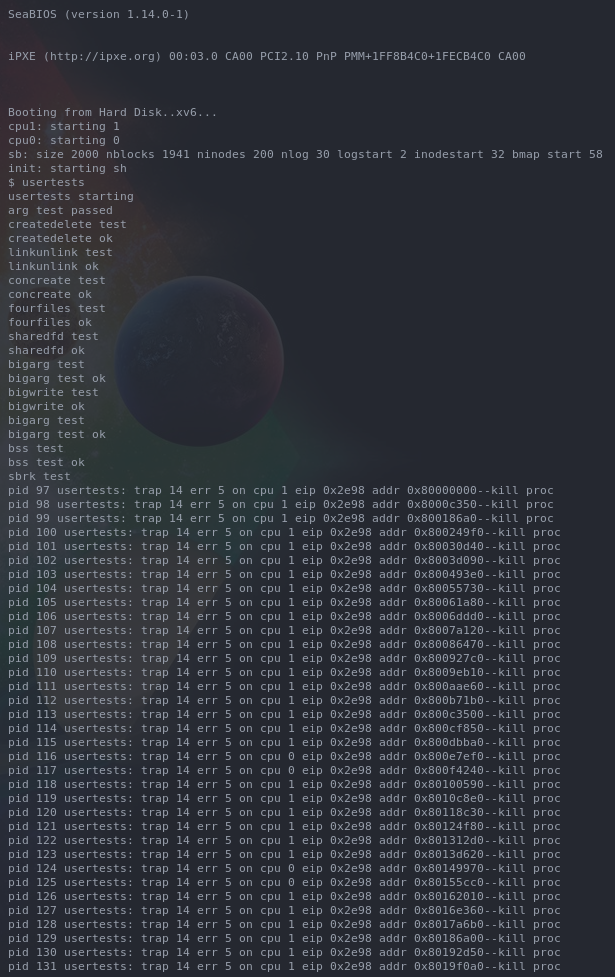 SeaBIOS (version 1.14.0-1)
iPXE (http://ipxe.org) 00:03.0 CA00 PCI2.10 PnP PMM+1FF8B4C0+1FECB4C0 CA00
Booting from Hard Disk..xv6...
cpu1: starting 1
cpu0: starting 0
sb: size 2000 nblocks 1941 ninodes 200 nlog 30 logstart 2 inodestart 32 bmap start 58
init: starting sh
$ usertests
usertests starting
arg test passed
createdelete test
createdelete ok
linkunlink test
linkunlink ok
concreate test
concreate ok
fourfiles test
fourfiles ok
sharedfd test
sharedfd ok
bigarg test
bigarg test ok
bigwrite test
bigwrite ok
bigarg test
bigarg test ok
bss test
bss test ok
sbrk test
pid 97 usertests: trap 14 err 5 on cpu 1 eip 0x2e98 addr 0x80000000--kill proc
pid 98 usertests: trap 14 err 5 on cpu 1 eip 0x2e98 addr 0x8000c350--kill proc
pid 99 usertests: trap 14 err 5 on cpu 1 eip 0x2e98 addr 0x800186a0--kill proc
pid 100 usertests: trap 14 err 5 on cpu 1 eip 0x2e98 addr 0x800249f0--kill proc
pid 101 usertests: trap 14 err 5 on cpu 1 eip 0x2e98 addr 0x80030d40--kill proc
pid 102 usertests: trap 14 err 5 on cpu 1 eip 0x2e98 addr 0x8003d090--kill proc
pid 103 usertests: trap 14 err 5 on cpu 1 eip 0x2e98 addr 0x800493e0--kill proc
pid 104 usertests: trap 14 err 5 on cpu 1 eip 0x2e98 addr 0x80055730--kill proc
pid 105 usertests: trap 14 err 5 on cpu 1 eip 0x2e98 addr 0x80061a80--kill proc
pid 106 usertests: trap 14 err 5 on cpu 1 eip 0x2e98 addr 0x8006ddd0--kill proc
pid 107 usertests: trap 14 err 5 on cpu 1 eip 0x2e98 addr 0x8007a120--kill proc
pid 108 usertests: trap 14 err 5 on cpu 1 eip 0x2e98 addr 0x80086470--kill proc
pid 109 usertests: trap 14 err 5 on cpu 1 eip 0x2e98 addr 0x800927c0--kill proc
pid 110 usertests: trap 14 err 5 on cpu 1 eip 0x2e98 addr 0x8009eb10--kill proc
pid 111 usertests: trap 14 err 5 on cpu 1 eip 0x2e98 addr 0x800aae60--kill proc
pid 112 usertests: trap 14 err 5 on cpu 1 eip 0x2e98 addr 0x800b71b0--kill proc
pid 113 usertests: trap 14 err 5 on cpu 1 eip 0x2e98 addr 0x800c3500--kill proc
pid 114 usertests: trap 14 err 5 on cpu 1 eip 0x2e98 addr 0x800cf850--kill proc
pid 115 usertests: trap 14 err 5 on cpu 1 eip 0x2e98 addr 0x800dbba0--kill proc
pid 116 usertests: trap 14 err 5 on cpu 0 eip 0x2e98 addr 0x800e7ef0--kill proc
pid 117 usertests: trap 14 err 5 on cpu 0 eip 0x2e98 addr 0x800f4240--kill proc
pid 118 usertests: trap 14 err 5 on cpu 1 eip 0x2e98 addr 0x80100590--kill proc
pid 119 usertests: trap 14 err 5 on cpu 1 eip 0x2e98 addr 0x8010c8e0--kill proc
pid 120 usertests: trap 14 err 5 on cpu 1 eip 0x2e98 addr 0x80118c30--kill proc
pid 121 usertests: trap 14 err 5 on cpu 1 eip 0x2e98 addr 0x80124f80--kill proc
pid 122 usertests: trap 14 err 5 on cpu 1 eip 0x2e98 addr 0x801312d0--kill proc
pid 123 usertests: trap 14 err 5 on cpu 1 eip 0x2e98 addr 0x8013d620--kill proc
pid 124 usertests: trap 14 err 5 on cpu 0 eip 0x2e98 addr 0x80149970--kill proc
pid 125 usertests: trap 14 err 5 on cpu 0 eip 0x2e98 addr 0x80155cc0--kill proc
pid 126 usertests: trap 14 err 5 on cpu 1 eip 0x2e98 addr 0x80162010--kill proc
pid 127 usertests: trap 14 err 5 on cpu 1 eip 0x2e98 addr 0x8016e360--kill proc
pid 128 usertests: trap 14 err 5 on cpu 1 eip 0x2e98 addr 0x8017a6b0--kill proc
pid 129 usertests: trap 14 err 5 on cpu 1 eip 0x2e98 addr 0x80186a00--kill proc
pid 130 usertests: trap 14 err 5 on cpu 1 eip 0x2e98 addr 0x80192d50--kill proc
pid 131 usertests: trap 14 err 5 on cpu 1 eip 0x2e98 addr 0x8019f0a0--kill proc